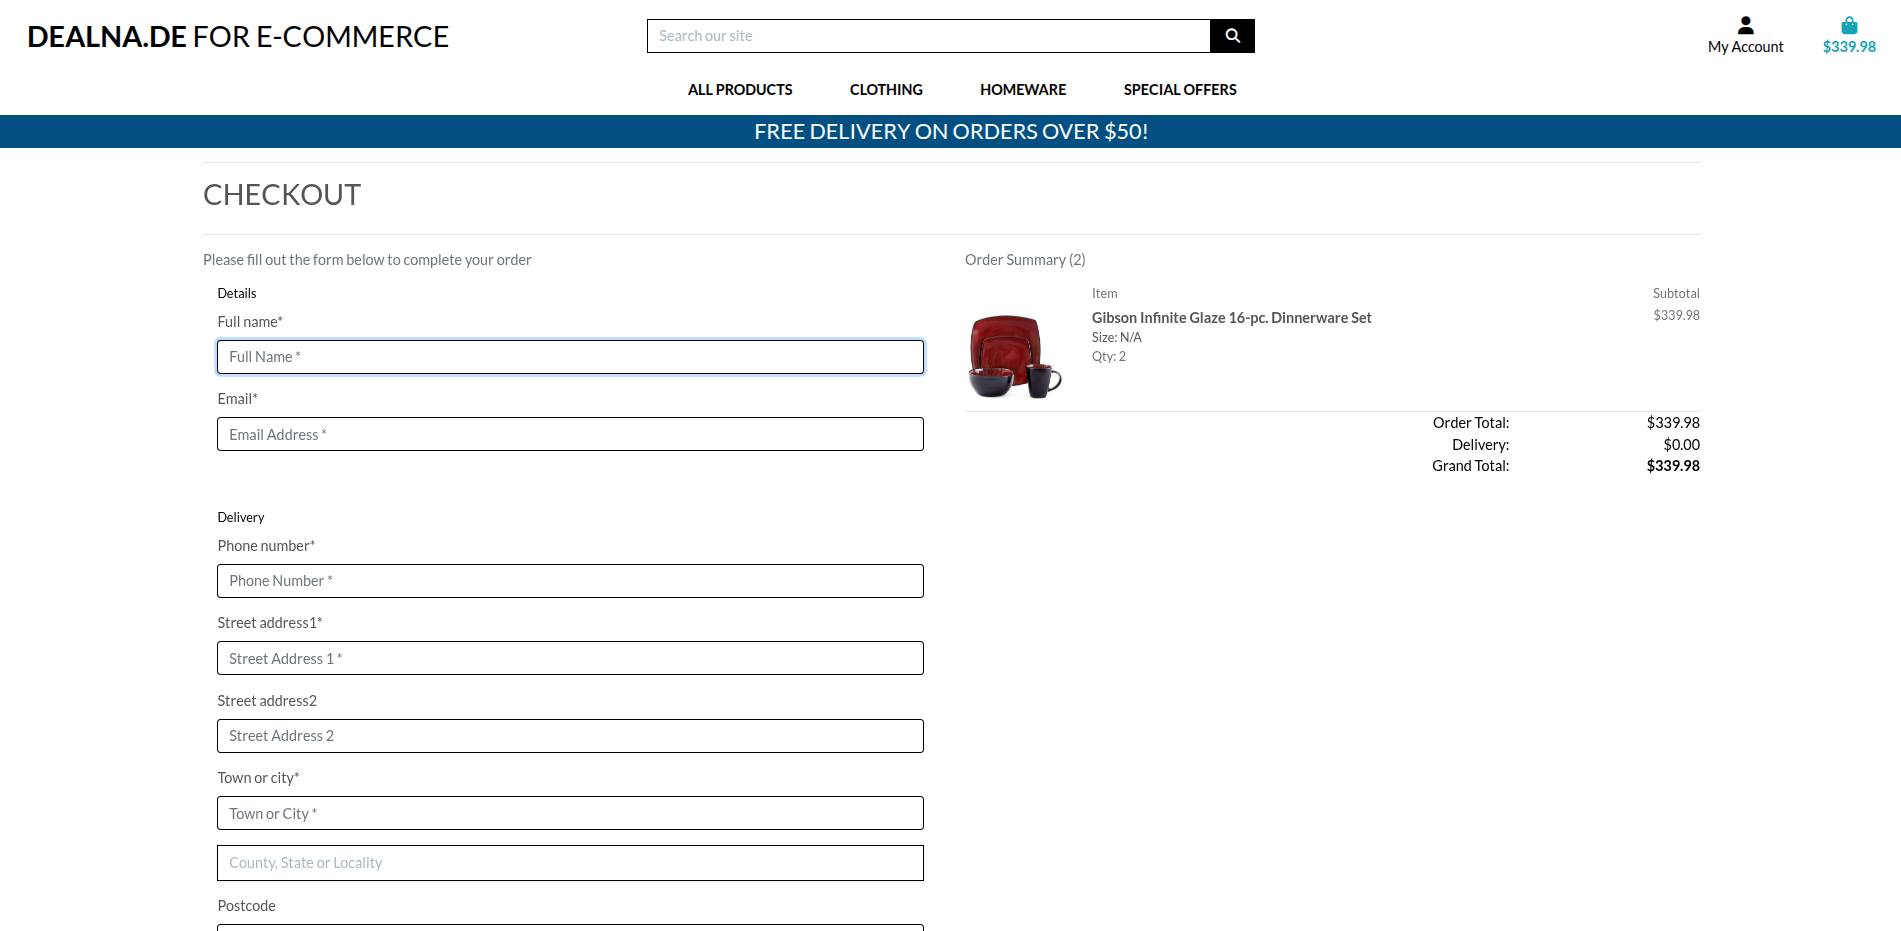 DEALNA.DE FOR E-COMMERCE
Search our site
My Account
$339.98
ALL PRODUCTS
CLOTHING
HOMEWARE
SPECIAL OFFERS
FREE DELIVERY ON ORDERS OVER $50!
CHECKOUT
Please fill out the form below to complete your order
Details
Full name*
Full Name *
Email*
Email Address *
Delivery
Phone number*
Phone Number *
Street address1*
Street Address 1 *
Street address2
Street Address 2
Town or city*
Town or City *
County, State or Locality
Postcode
Order Summary (2)
Item
Subtotal
Gibson Infinite Glaze 16-pc. Dinnerware Set
$339.98
Size: N/A
Qty: 2
Order Total: $339.98
Delivery: $0.00
Grand Total: $339.98